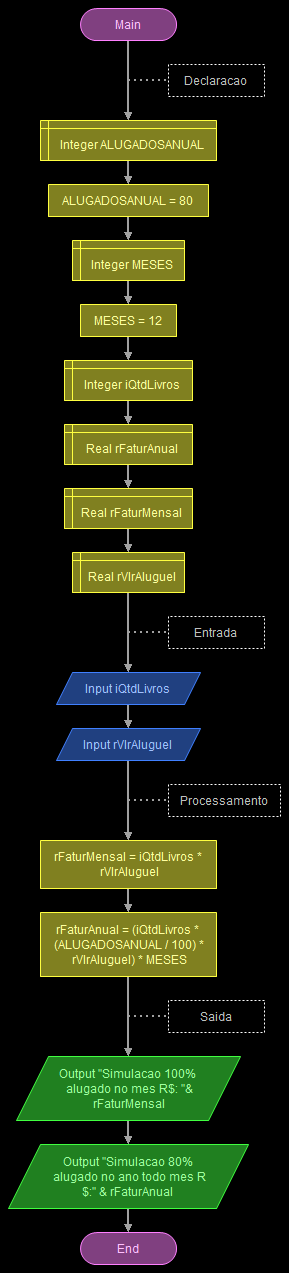 Main
Declaracao
Integer ALUGADOSANUAL
ALUGADOSANUAL = 80
Integer MESES
MESES = 12
Integer iQtdLivros
Real rFaturAnual
Real rFaturMensal
Real rVlrAluguel
Entrada
Input iQtdLivros
Input rVlrAluguel
Processamento
rFaturMensal = iQtdLivros *
rVlrAluguel
rFaturAnual = (iQtdLivros *
(ALUGADOSANUAL / 100) *
rVlrAluguel) * MESES
Saida
Output "Simulacao 100%
alugado no mes R$: "&
rFaturMensal
Output "Simulacao 80%
alugado no ano todo mes R
$:" & rFaturAnual
End